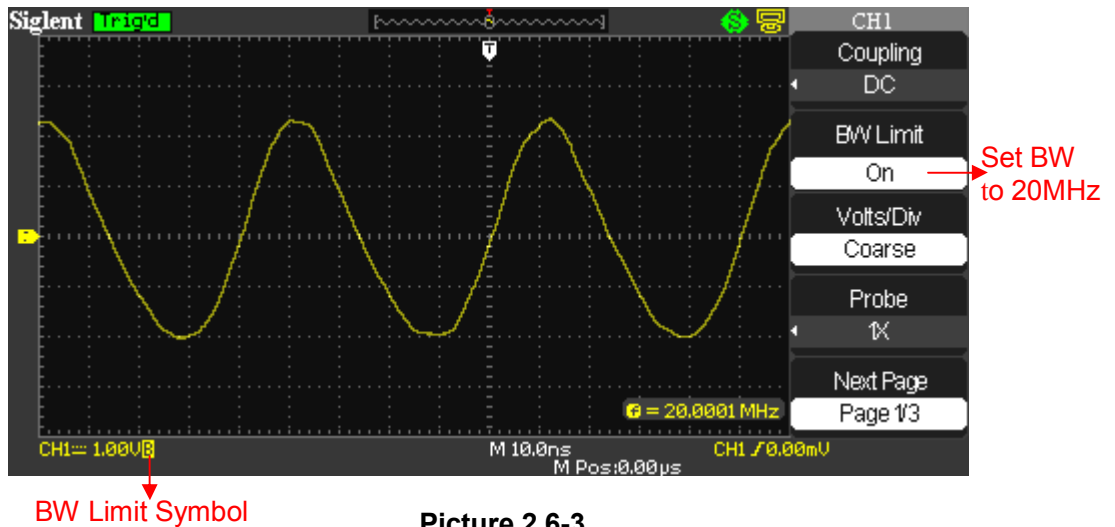 Siglent Trig'd
T
CH1
Coupling
DC
BW Limit
On
Set BW
to 20MHz
Volts/Div
Coarse
Probe
1X
Next Page
Page 1/3
f = 20.0001MHz
CH1 1.00V B
M 10.0ns
CH1 0.00mV
M Pos:0.00µs
BW Limit Symbol
Picture 2.6-3